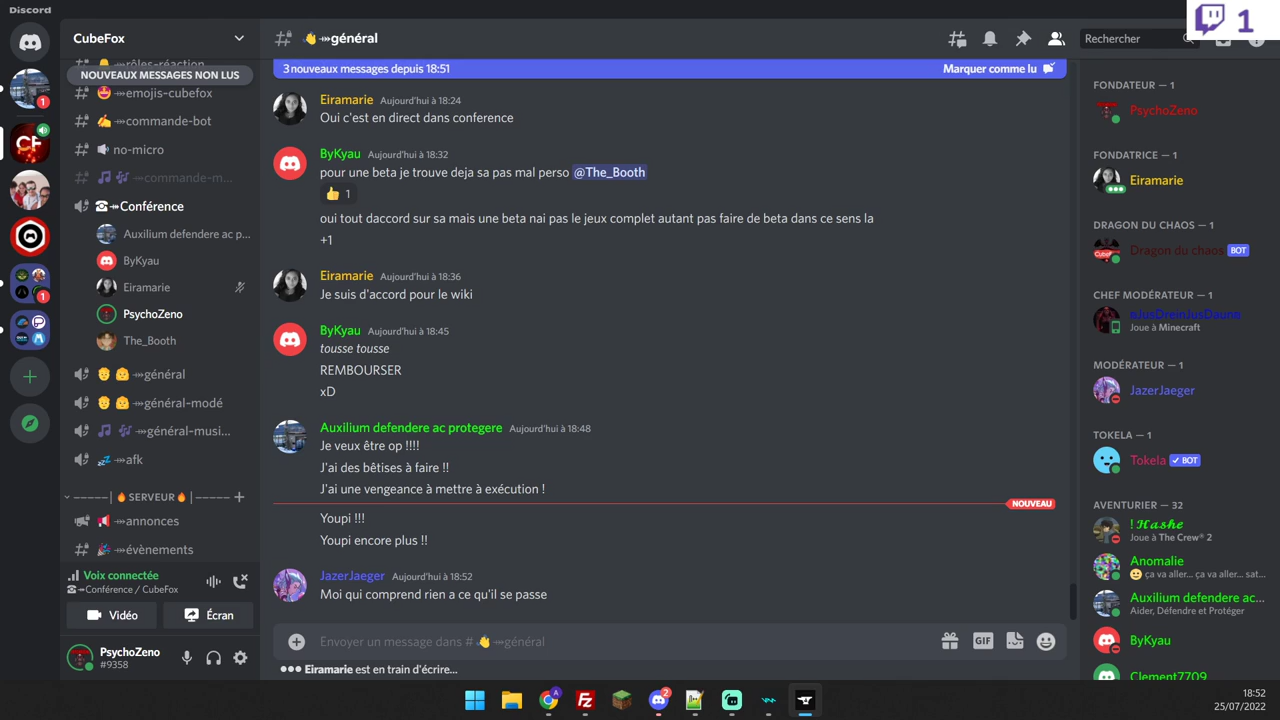 Discord
1
CubeFox
➾général
Rechercher
NOUVEAUX MESSAGES NON LUS
➾emojis-cubefox
➾commande-bot
no-micro
➾commande-m...
➾Conférence
Auxilium defendere ac p...
ByKyau
Eiramarie
PsychoZeno
The_Booth
➾général
➾général-modé
➾général-musi...
➾afk
-----|🔥SERVEUR🔥|-----
➾annonces
➾évènements
Voix connectée
➾Conférence / CubeFox
Vidéo
Écran
PsychoZeno
#9358
3 nouveaux messages depuis 18:51
Marquer comme lu
Eiramarie Aujourd'hui à 18:24
Oui c'est en direct dans conference
ByKyau Aujourd'hui à 18:32
pour une beta je trouve deja sa pas mal perso @The_Booth
👍 1
oui tout daccord sur sa mais une beta nai pas le jeux complet autant pas faire de beta dans ce sens la
+1
Eiramarie Aujourd'hui à 18:36
Je suis d'accord pour le wiki
ByKyau Aujourd'hui à 18:45
tousse tousse
REMBOURSER
xD
Auxilium defendere ac protegere Aujourd'hui à 18:48
Je veux être op !!!!
J'ai des bêtises à faire !!
J'ai une vengeance à mettre à exécution !
NOUVEAU
Youpi !!!
Youpi encore plus !!
JazerJaeger Aujourd'hui à 18:52
Moi qui comprend rien a ce qu'il se passe
Envoyer un message dans # 👋➾général
GIF
Eiramarie est en train d'écrire...
FONDATEUR — 1
PsychoZeno
FONDATRICE — 1
Eiramarie
DRAGON DU CHAOS — 1
Dragon du chaos BOT
CHEF MODÉRATEUR — 1
nJusDreinJusDaune
Joue à Minecraft
MODÉRATEUR — 1
JazerJaeger
TOKELA — 1
Tokela ✓ BOT
AVENTURIER — 32
! 𝓗𝓪𝓼𝓱𝓮
Joue à The Crew® 2
Anomalie
ça va aller... ça va aller... sat...
Auxilium defendere ac...
Aider, Défendre et Protéger
ByKyau
Clement7709
18:52
25/07/2022